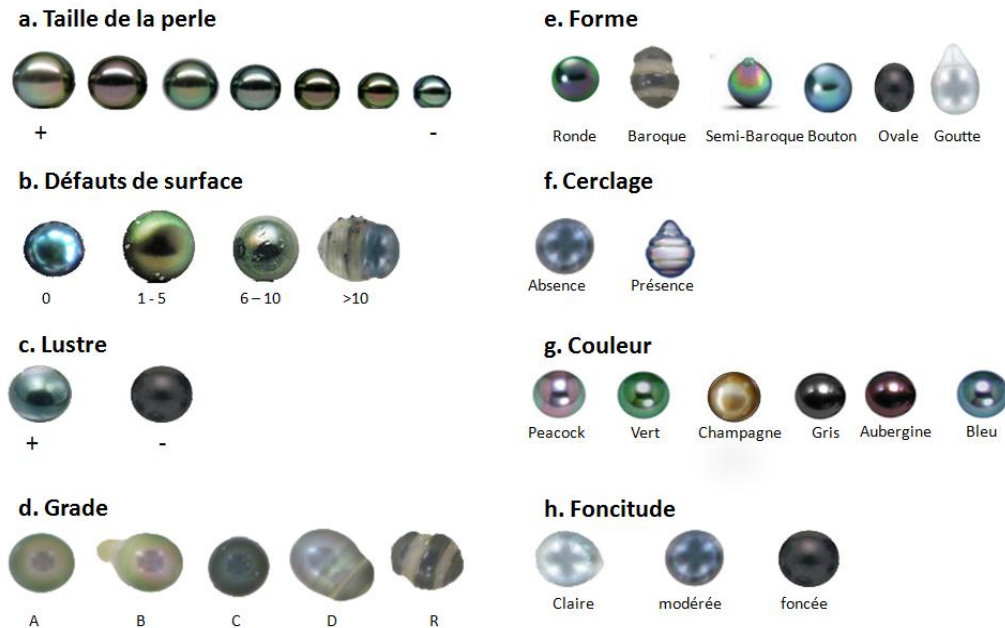 a. Taille de la perle
+ -
b. Défauts de surface
0 1 - 5 6 – 10 >10
c. Lustre
+ -
d. Grade
A B C D R
e. Forme
Ronde Baroque Semi-Baroque Bouton Ovale Goutte
f. Cerclage
Absence Présence
g. Couleur
Peacock Vert Champagne Gris Aubergine Bleu
h. Foncitude
Claire modérée foncée